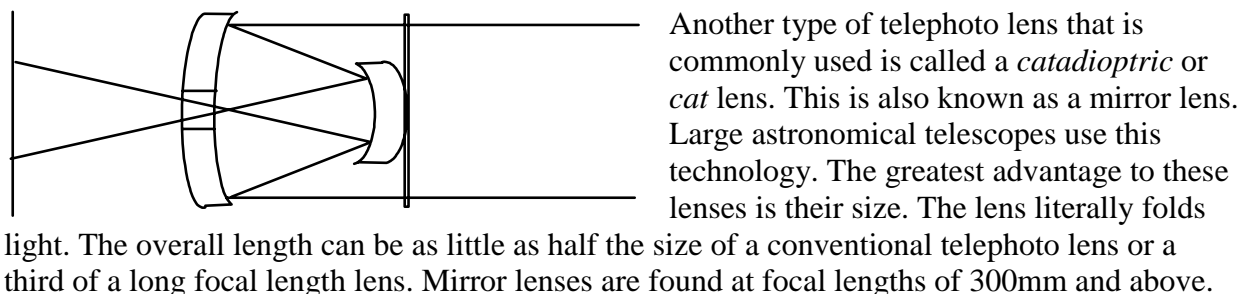 Another type of telephoto lens that is
commonly used is called a catadioptric or
cat lens. This is also known as a mirror lens.
Large astronomical telescopes use this
technology. The greatest advantage to these
lenses is their size. The lens literally folds
light. The overall length can be as little as half the size of a conventional telephoto lens or a
third of a long focal length lens. Mirror lenses are found at focal lengths of 300mm and above.